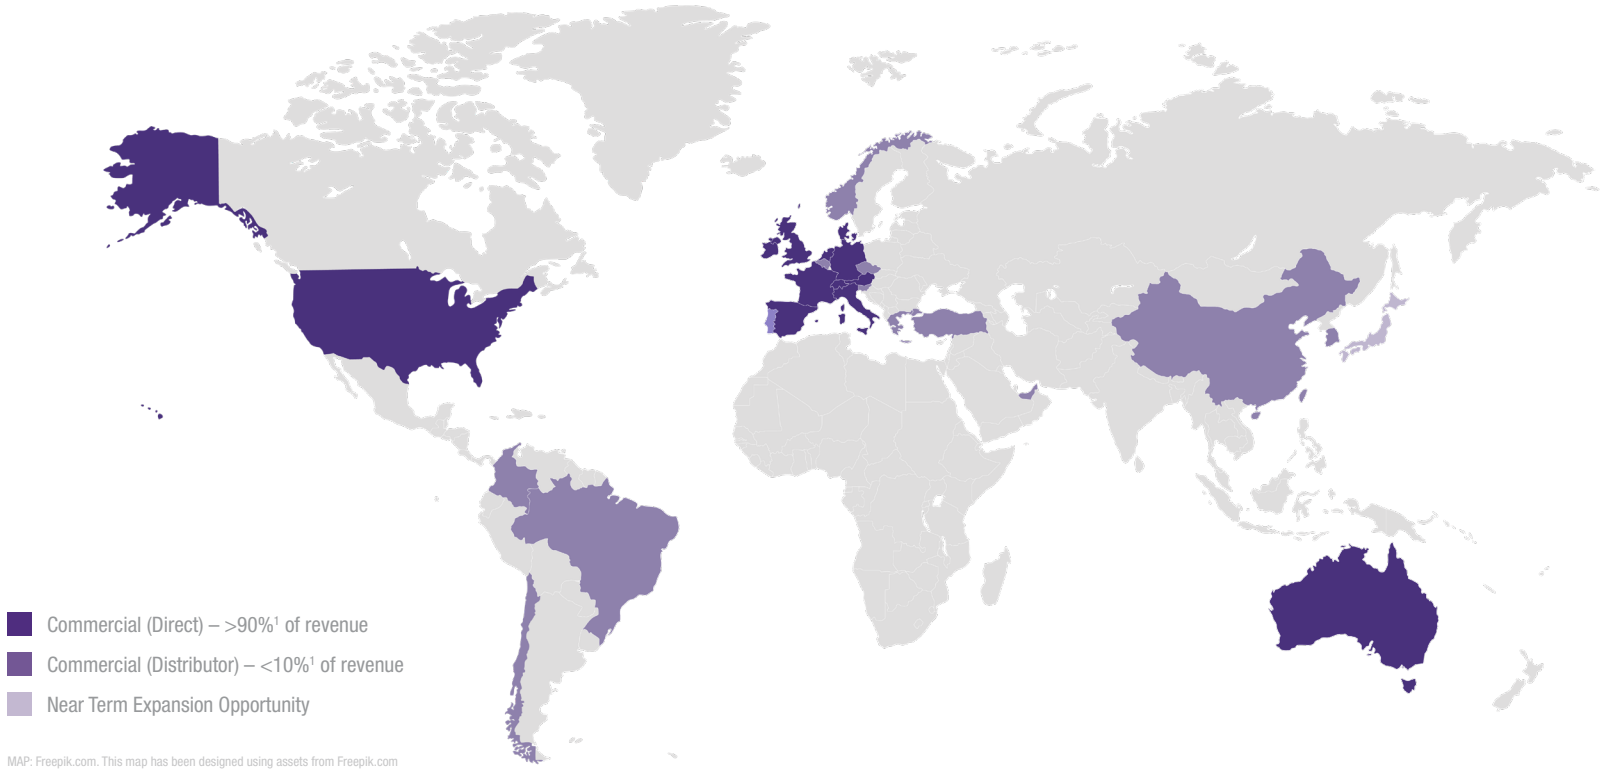 Commercial (Direct) – >90%¹ of revenue
Commercial (Distributor) – <10%¹ of revenue
Near Term Expansion Opportunity
MAP: Freepik.com. This map has been designed using assets from Freepik.com